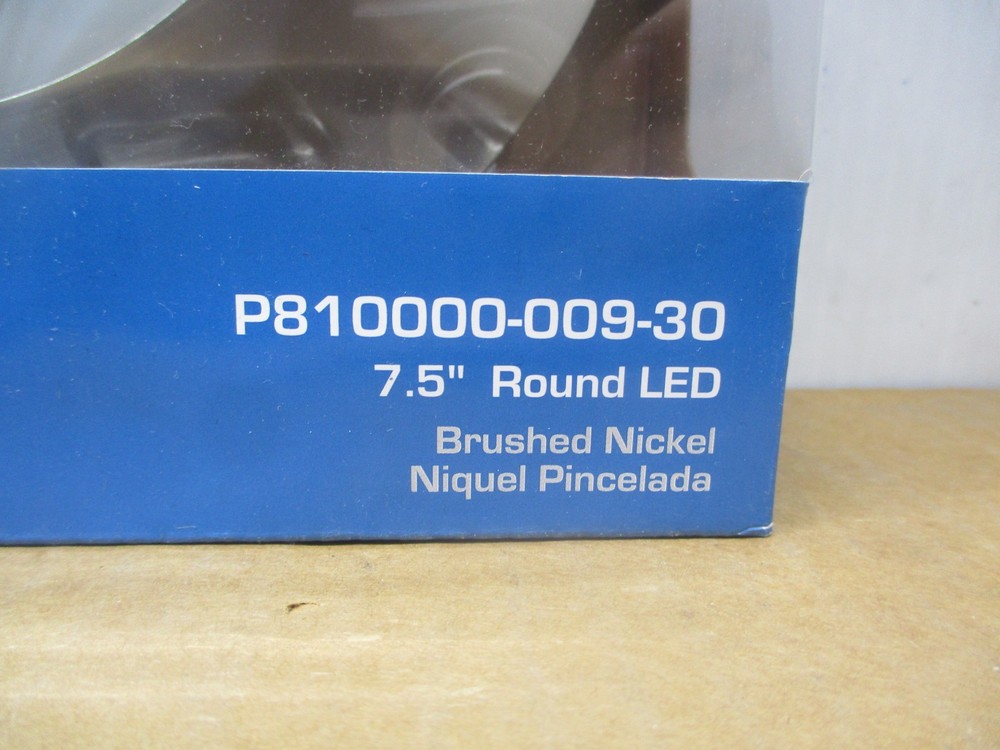 P810000-009-30
7.5" Round LED
Brushed Nickel
Niquel Pincelada